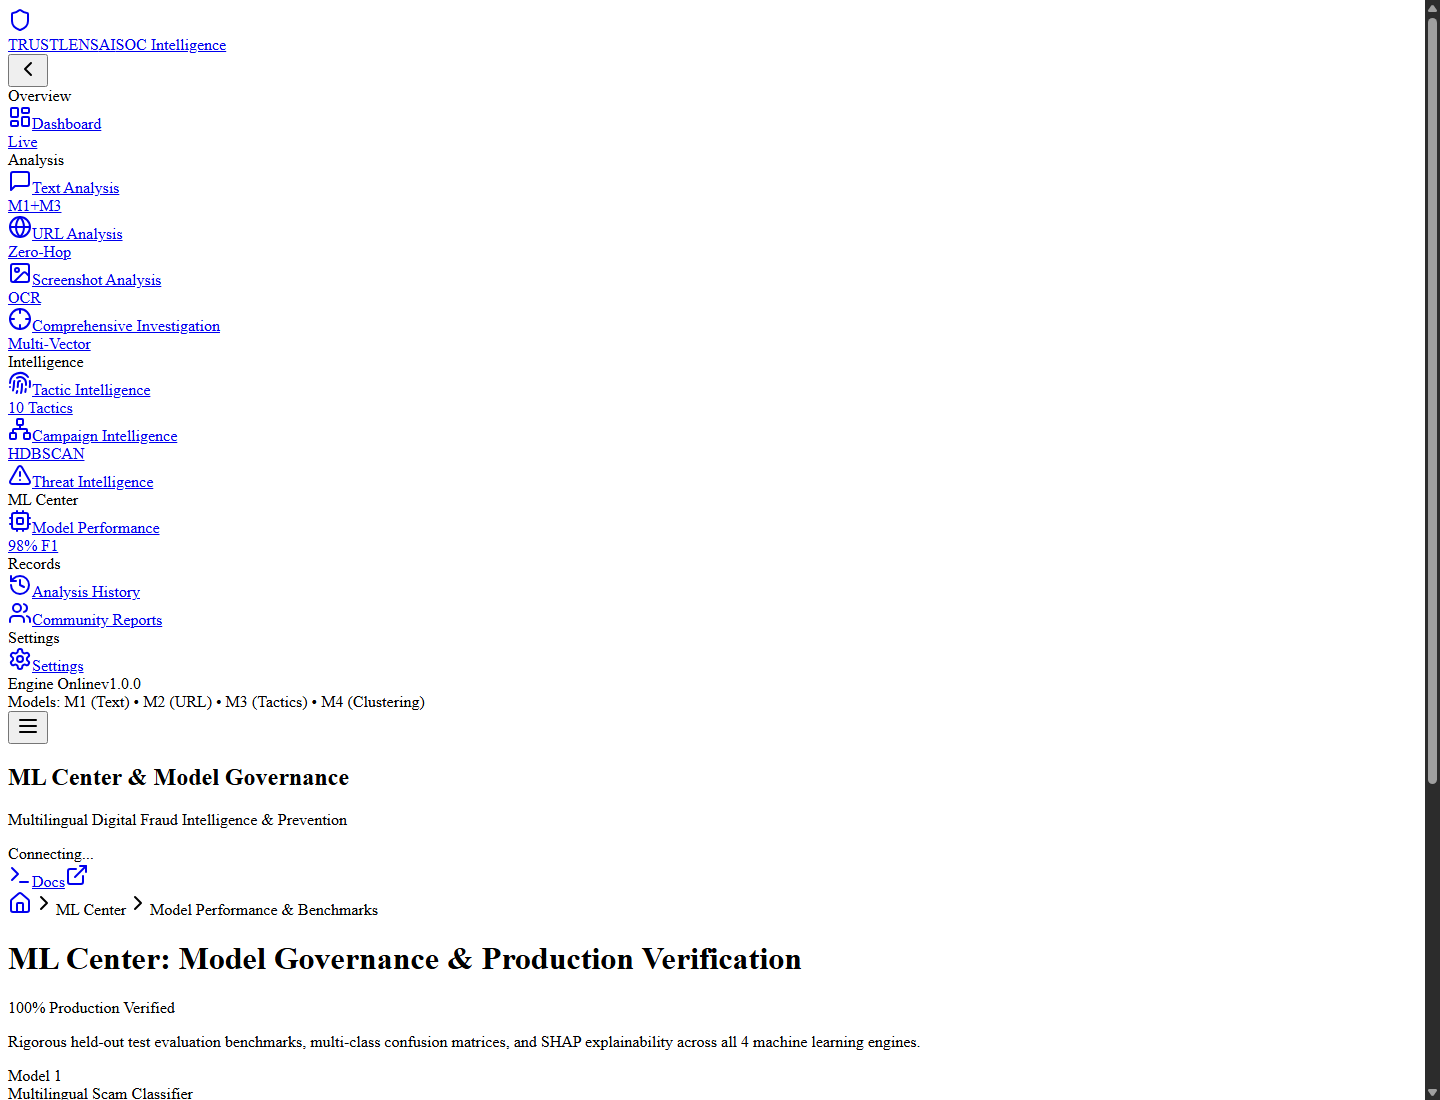 TRUSTLENSAISOC Intelligence
Overview
Dashboard
Live
Analysis
Text Analysis
M1+M3
URL Analysis
Zero-Hop
Screenshot Analysis
OCR
Comprehensive Investigation
Multi-Vector
Intelligence
Tactic Intelligence
10 Tactics
Campaign Intelligence
HDBSCAN
Threat Intelligence
ML Center
Model Performance
98% F1
Records
Analysis History
Community Reports
Settings
Settings
Engine Onlinev1.0.0
Models: M1 (Text) • M2 (URL) • M3 (Tactics) • M4 (Clustering)
ML Center & Model Governance
Multilingual Digital Fraud Intelligence & Prevention
Connecting...
Docs
ML Center Model Performance & Benchmarks
ML Center: Model Governance & Production Verification
100% Production Verified
Rigorous held-out test evaluation benchmarks, multi-class confusion matrices, and SHAP explainability across all 4 machine learning engines.
Model 1
Multilingual Scam Classifier